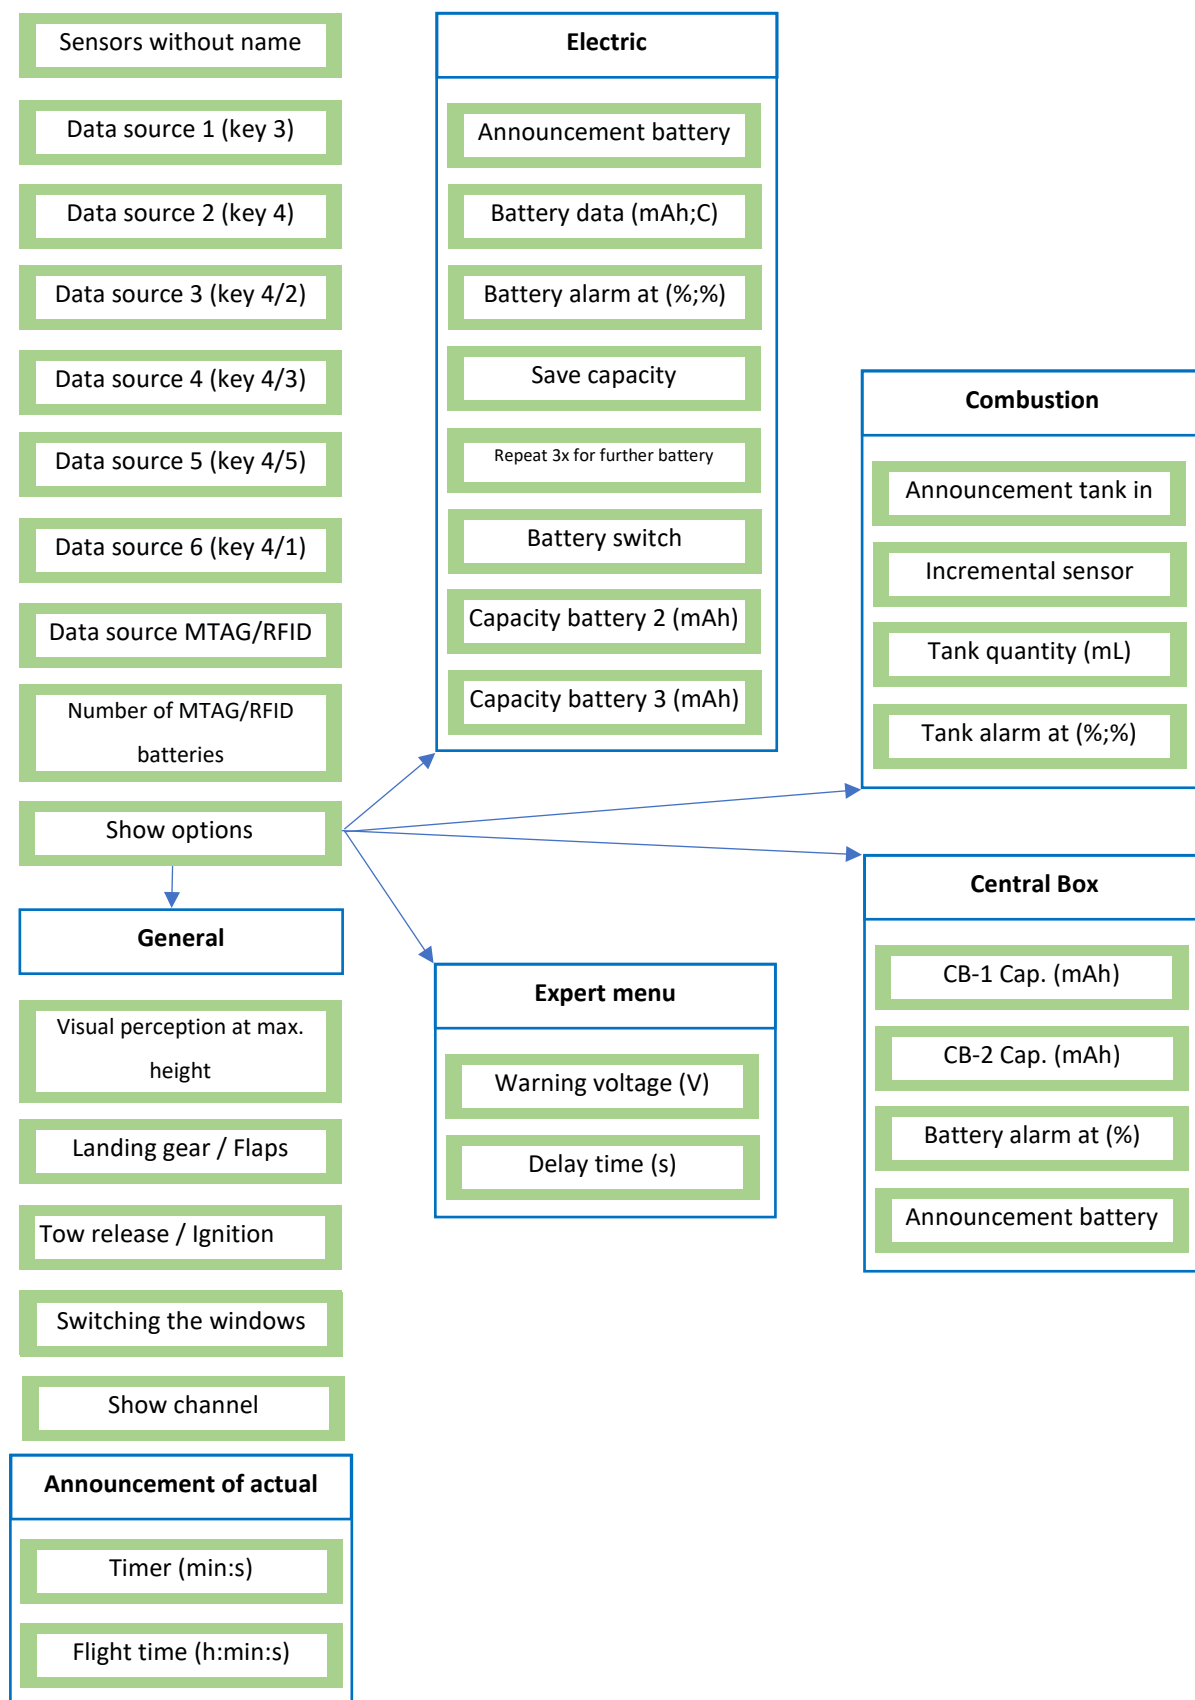 Sensors without name
Data source 1 (key 3)
Data source 2 (key 4)
Data source 3 (key 4/2)
Data source 4 (key 4/3)
Data source 5 (key 4/5)
Data source 6 (key 4/1)
Data source MTAG/RFID
Number of MTAG/RFID
batteries
Show options
General
Visual perception at max.
height
Landing gear / Flaps
Tow release / Ignition
Switching the windows
Show channel
Announcement of actual
Timer (min:s)
Flight time (h:min:s)
Electric
Announcement battery
Battery data (mAh;C)
Battery alarm at (%;%)
Save capacity
Repeat 3x for further battery
Battery switch
Capacity battery 2 (mAh)
Capacity battery 3 (mAh)
Expert menu
Warning voltage (V)
Delay time (s)
Combustion
Announcement tank in
Incremental sensor
Tank quantity (mL)
Tank alarm at (%;%)
Central Box
CB-1 Cap. (mAh)
CB-2 Cap. (mAh)
Battery alarm at (%)
Announcement battery